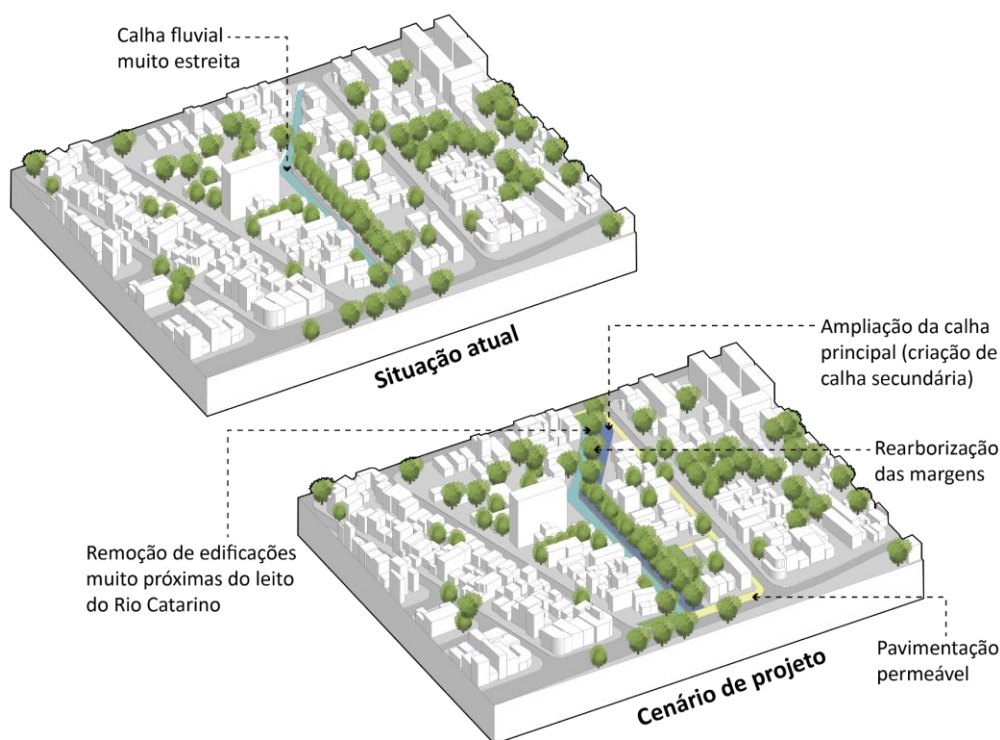 Calha fluvial
muito estreita
Situação atual
Ampliação da calha
principal (criação de
calha secundária)
Rearborização
das margens
Remoção de edificações
muito próximas do leito
do Rio Catarino
Pavimentação
permeável
Cenário de projeto